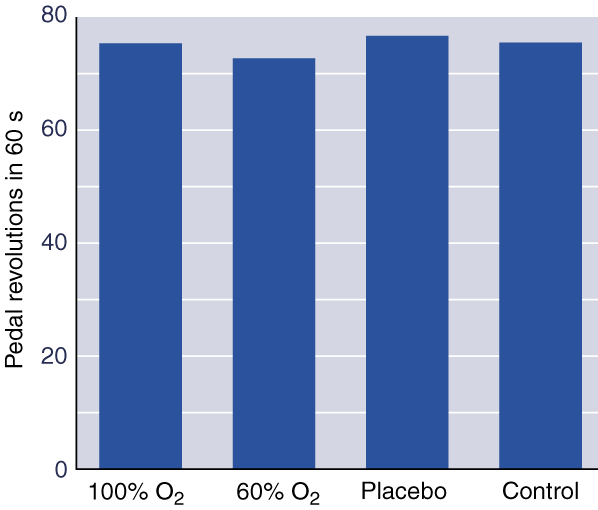 80
60
40
20
0
Pedal revolutions in 60 s
100% O₂
60% O₂
Placebo
Control